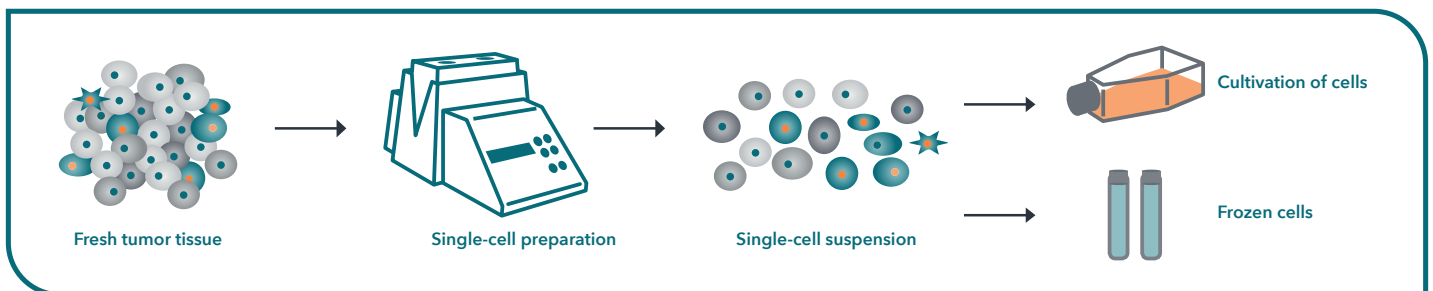 Fresh tumor tissue
Single-cell preparation
Single-cell suspension
Cultivation of cells
Frozen cells